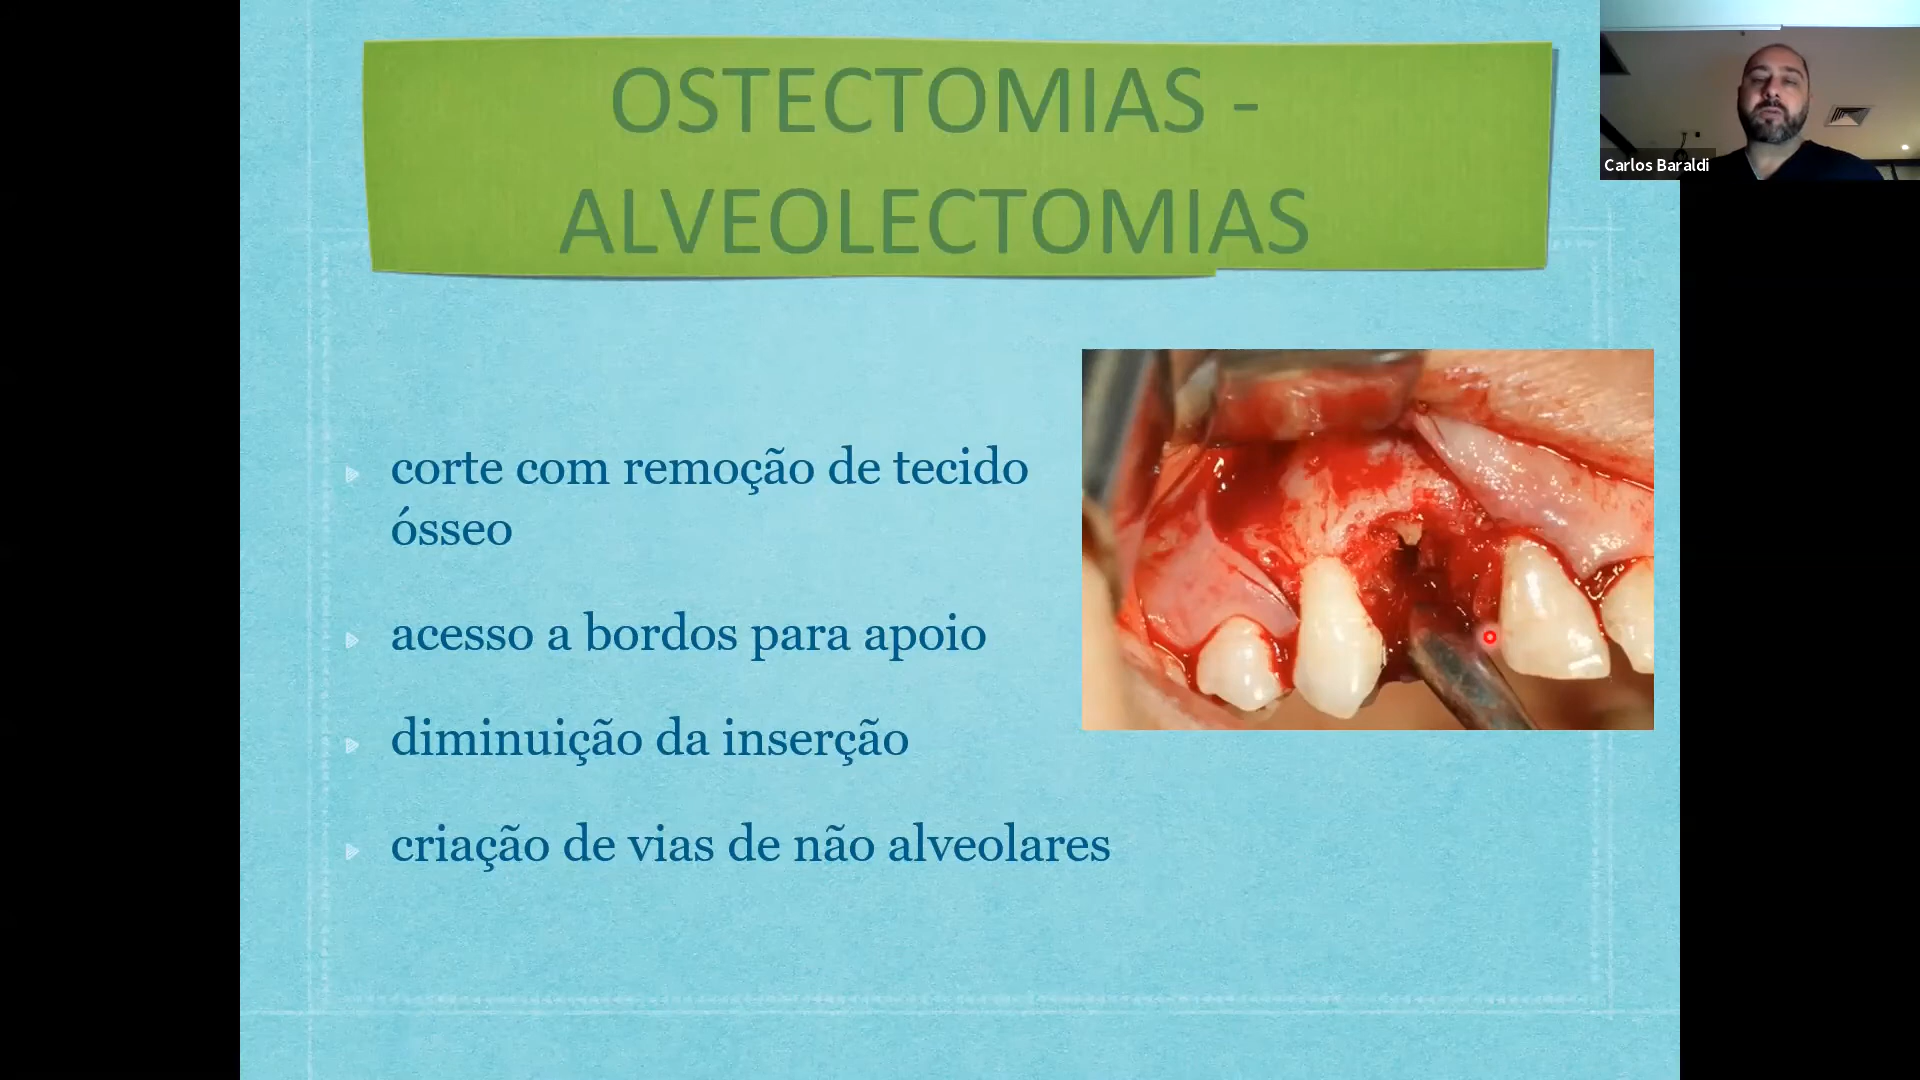 OSTECTOMIAS -
ALVEOLECTOMIAS
Carlos Baraldi
corte com remoção de tecido
ósseo
acesso a bordos para apoio
diminuição da inserção
criação de vias de não alveolares